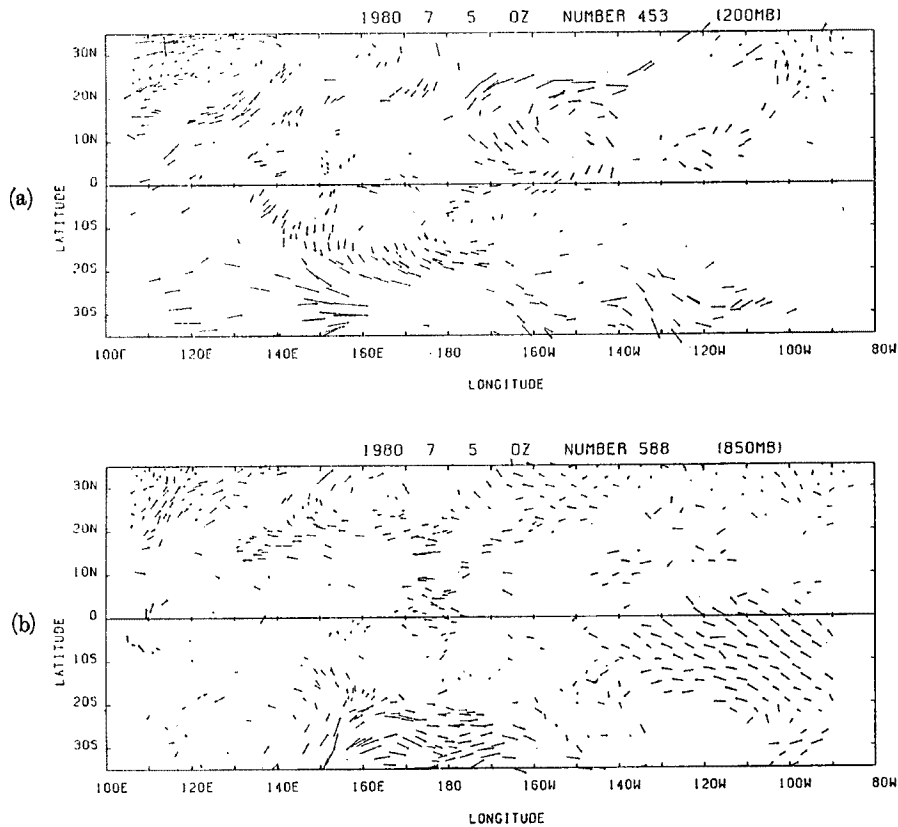 1980 7 5 0Z NUMBER 453 (200MB)
30N
20N
10N
0
10S
20S
30S
LATITUDE
(a)
100E 120E 140E 160E 180 160W 140W 120W 100W 80W
LONGITUDE
1980 7 5 0Z NUMBER 588 (850MB)
30N
20N
10N
0
10S
20S
30S
LATITUDE
(b)
100E 120E 140E 160E 180 160W 140W 120W 100W 80W
LONGITUDE